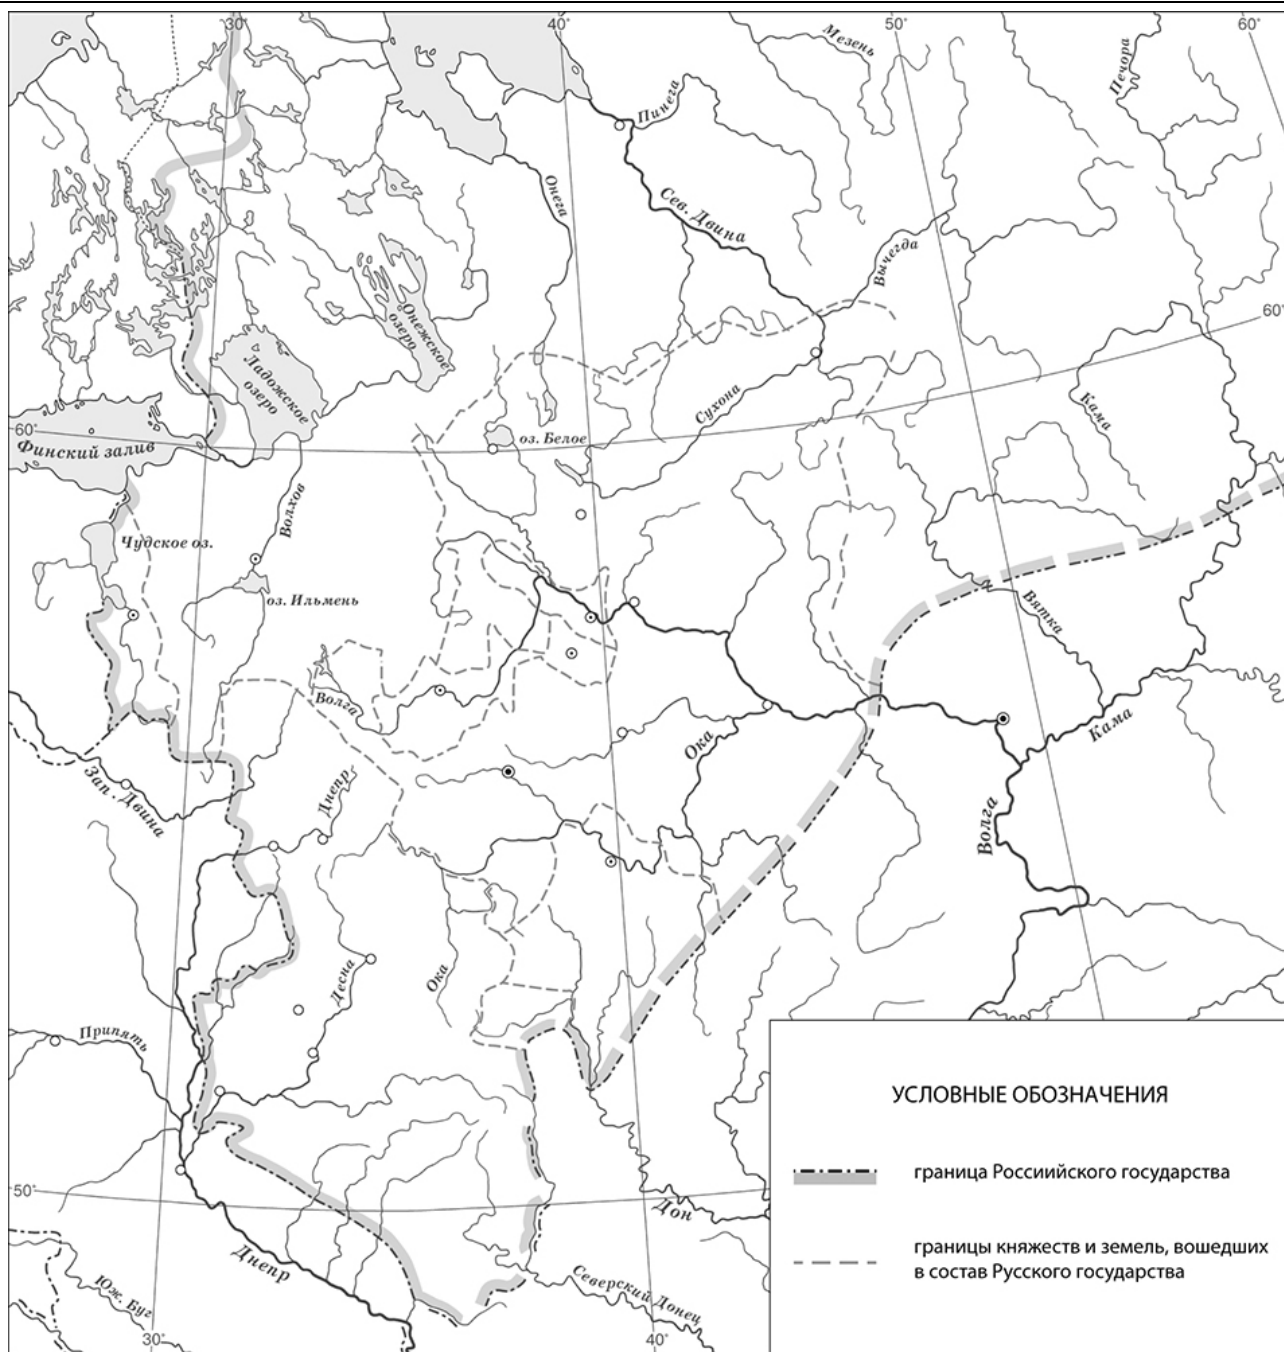 30°
40°
50°
60°
Мезень
Печора
Пинега
Онега
Сев. Двина
Вычегда
Онежское
озеро
Ладожское
озеро
60°
Сухона
Кама
60°
Финский залив
оз. Белое
Волхов
Чудское оз.
оз. Ильмень
Вятка
Волга
Ока
Кама
Зап. Двина
Днепр
Волга
Десна
Ока
Припять
50°
Дон
Днепр
Северский Донец
Юж. Буг
30°
40°
УСЛОВНЫЕ ОБОЗНАЧЕНИЯ
граница Россиийского государства
границы княжеств и земель, вошедших
в состав Русского государства